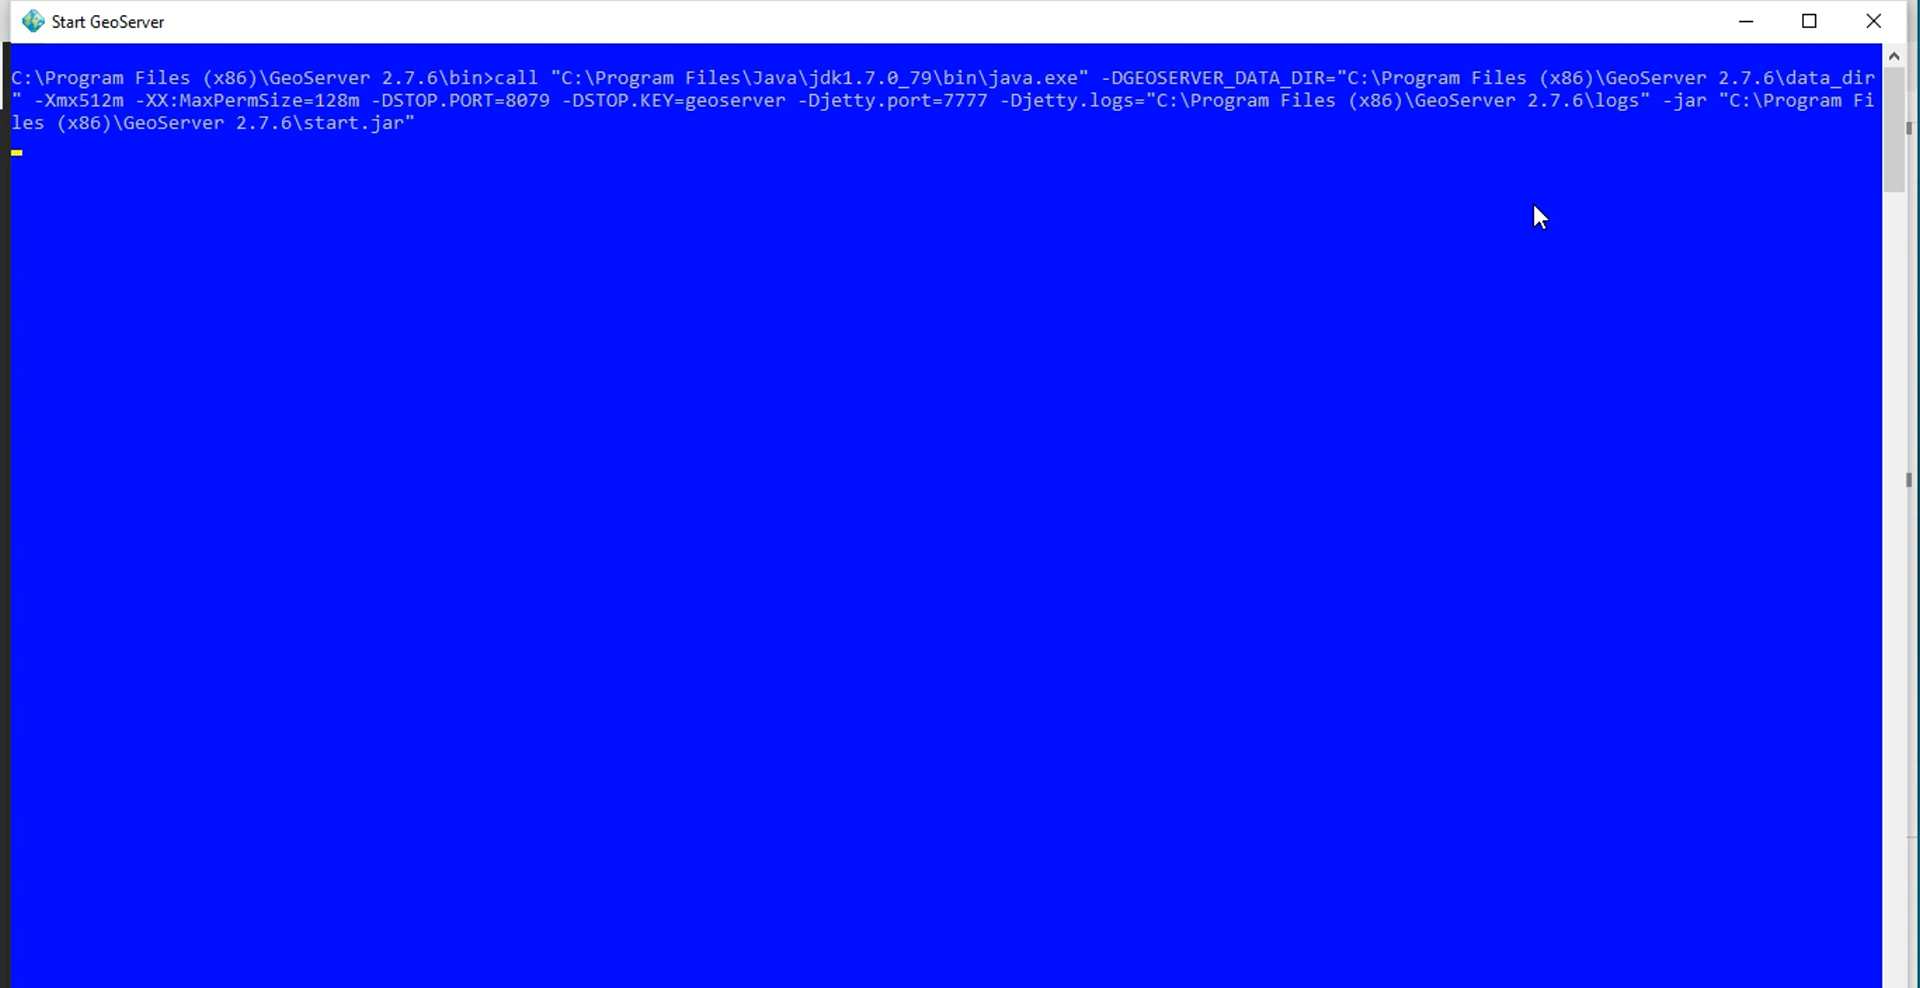 Start GeoServer
C:\Program Files (x86)\GeoServer 2.7.6\bin>call "C:\Program Files\Java\jdk1.7.0_79\bin\java.exe" -DGEOSERVER_DATA_DIR="C:\Program Files (x86)\GeoServer 2.7.6\data_dir
" -Xmx512m -XX:MaxPermSize=128m -DSTOP.PORT=8079 -DSTOP.KEY=geoserver -Djetty.port=7777 -Djetty.logs="C:\Program Files (x86)\GeoServer 2.7.6\logs" -jar "C:\Program Fi
les (x86)\GeoServer 2.7.6\start.jar"